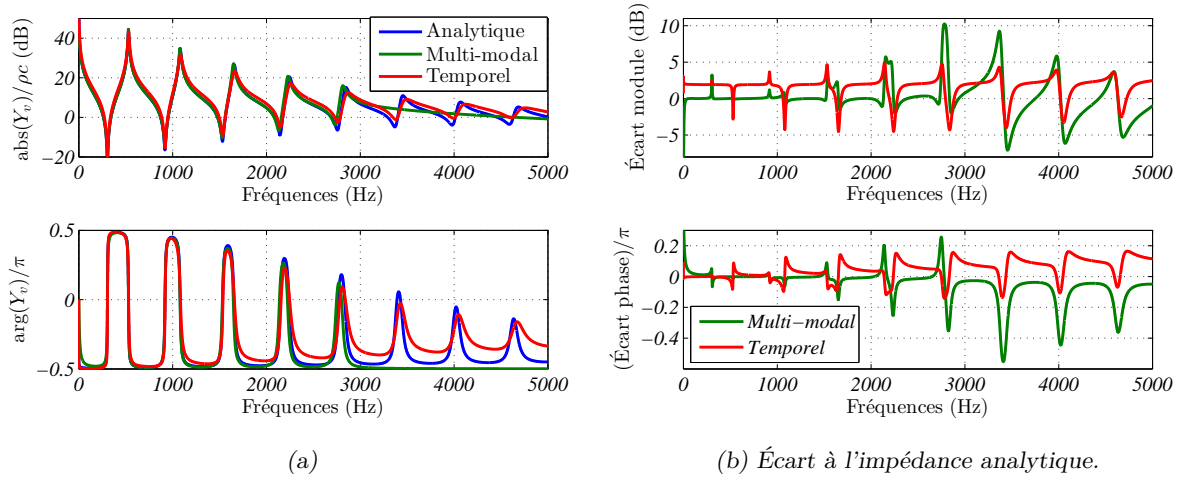 abs(Y_v)/ρc (dB)
40
20
0
−20
Analytique
Multi-modal
Temporel
0 1000 2000 3000 4000 5000
Fréquences (Hz)
arg(Y_v)/π
0.5
0
−0.5
0 1000 2000 3000 4000 5000
Fréquences (Hz)
(a)
Écart module (dB)
10
5
0
−5
0 1000 2000 3000 4000 5000
Fréquences (Hz)
(Écart phase)/π
0.2
0
−0.2
−0.4
Multi−modal
Temporel
0 1000 2000 3000 4000 5000
Fréquences (Hz)
(b) Écart à l'impédance analytique.